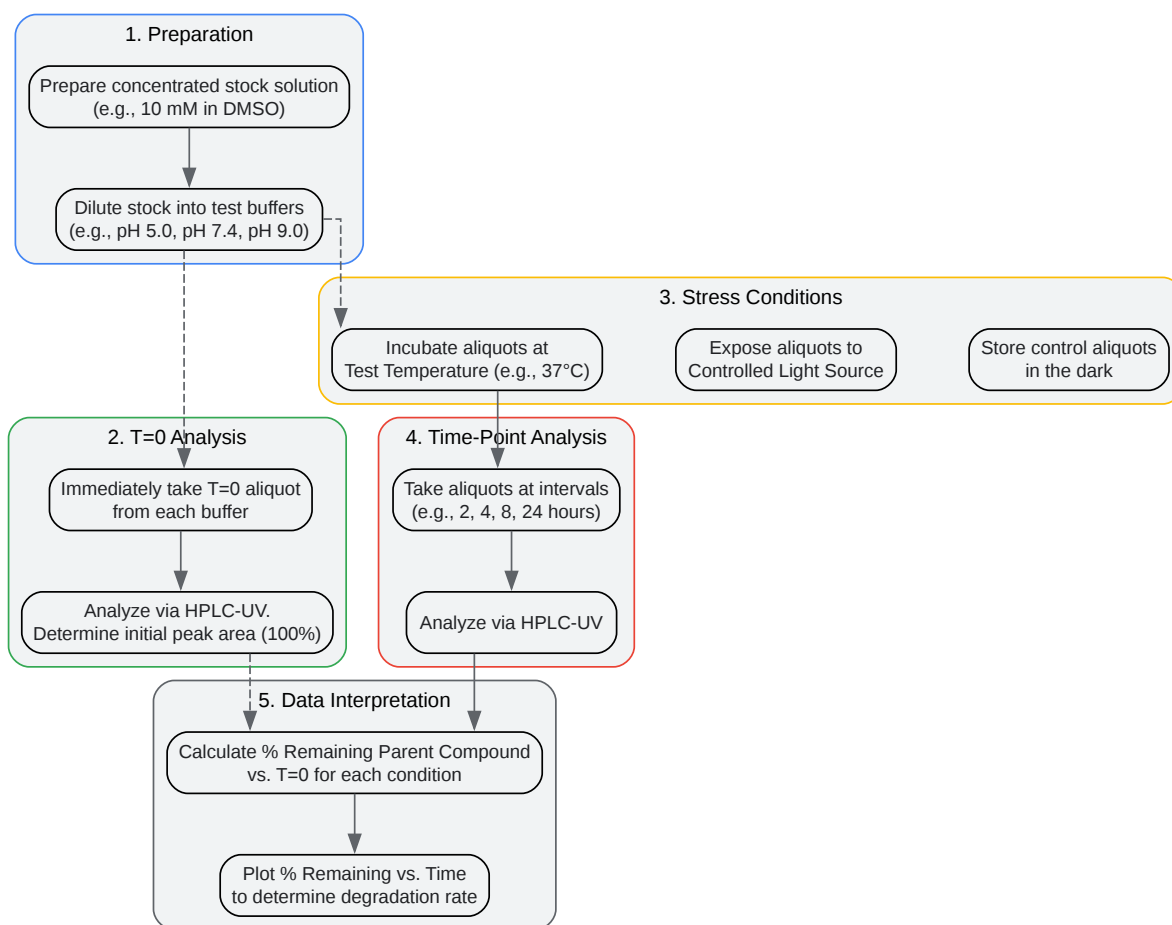 1. Preparation
Prepare concentrated stock solution
(e.g., 10 mM in DMSO)
Dilute stock into test buffers
(e.g., pH 5.0, pH 7.4, pH 9.0)
2. T=0 Analysis
Immediately take T=0 aliquot
from each buffer
Analyze via HPLC-UV.
Determine initial peak area (100%)
3. Stress Conditions
Incubate aliquots at
Test Temperature (e.g., 37°C)
Expose aliquots to
Controlled Light Source
Store control aliquots
in the dark
4. Time-Point Analysis
Take aliquots at intervals
(e.g., 2, 4, 8, 24 hours)
Analyze via HPLC-UV
5. Data Interpretation
Calculate % Remaining Parent Compound
vs. T=0 for each condition
Plot % Remaining vs. Time
to determine degradation rate